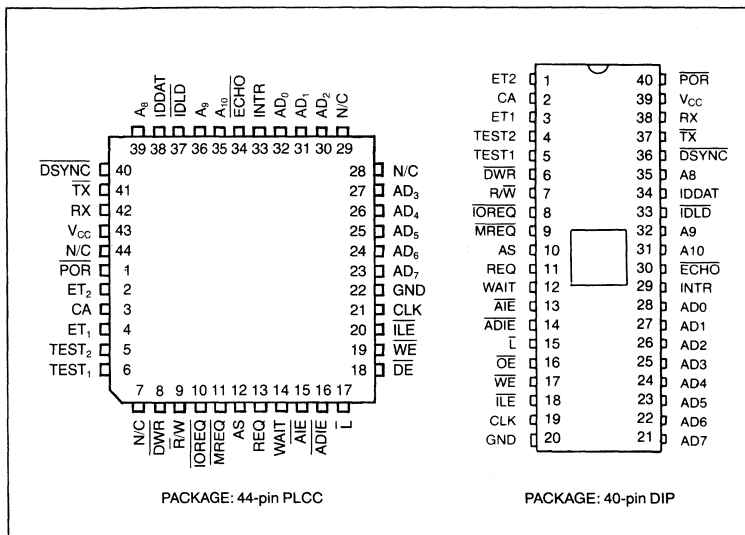 A8 IDDAT IDLD A9 A10 ECHO INTR AD0 AD1 AD2 N/C
39 38 37 36 35 34 33 32 31 30 29
DSYNC 40 28 N/C
TX 41 27 AD3
RX 42 26 AD4
VCC 43 25 AD5
N/C 44 24 AD6
POR 1 23 AD7
ET2 2 22 GND
CA 3 21 CLK
ET1 4 20 ILE
TEST2 5 19 WE
TEST1 6 18 DE
7 8 9 10 11 12 13 14 15 16 17
N/C DWR R/W IOREQ MREQ AS REQ WAIT AIE ADIE L
PACKAGE: 44-pin PLCC
ET2 1 40 POR
CA 2 39 VCC
ET1 3 38 RX
TEST2 4 37 TX
TEST1 5 36 DSYNC
DWR 6 35 A8
R/W 7 34 IDDAT
IOREQ 8 33 IDLD
MREQ 9 32 A9
AS 10 31 A10
REQ 11 30 ECHO
WAIT 12 29 INTR
AIE 13 28 AD0
ADIE 14 27 AD1
L 15 26 AD2
OE 16 25 AD3
WE 17 24 AD4
ILE 18 23 AD5
CLK 19 22 AD6
GND 20 21 AD7
PACKAGE: 40-pin DIP